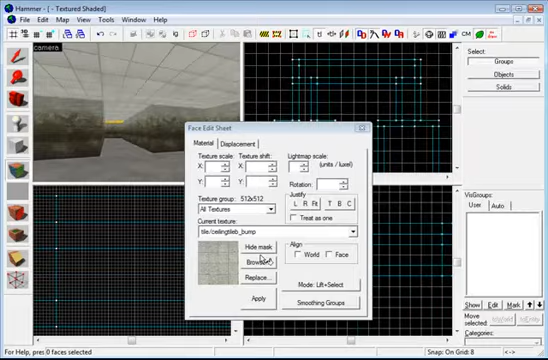 Hammer - [ - Textured Shaded]
File Edit Map View Tools Window Help
camera
Select:
Groups
Objects
Solids
Face Edit Sheet
Material Displacement
Texture scale: Texture shift: Lightmap scale:
X: X: (units / luxel)
Y: Y: Rotation:
Texture group: 512x512
Justify
All Textures
L R Fit T B C
Treat as one
Current texture:
tile/ceilingtileb_bump
Hide mask
Align
World Face
Replace...
Mode: Lift+Select
Apply
Smoothing Groups
VisGroups:
User Auto
Show Edit Mark
Move selected:
toWorld toEntity
Categories:
For Help, press 0 faces selected
Snap: On Grid: 8